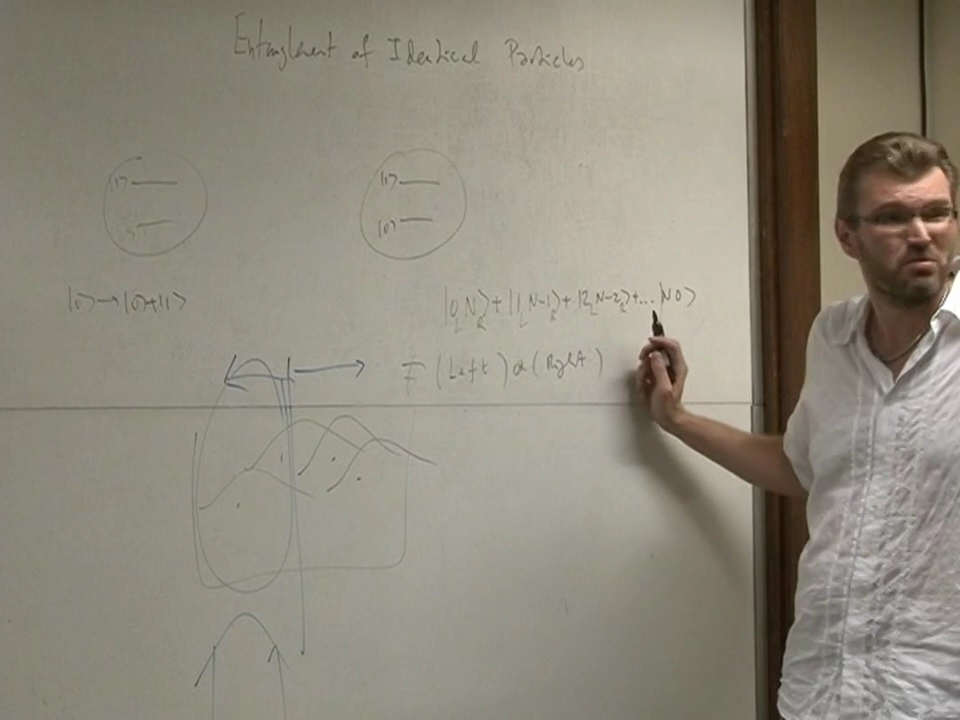 Entanglement of Identical Particles
|1>
|1>
|0>
|0> → |0>+|1>
|0_L N_R> + |1_L N-1_R> + |2_L N-2_R> + ... |N 0>
≠ (Left) ⊗ (Right)